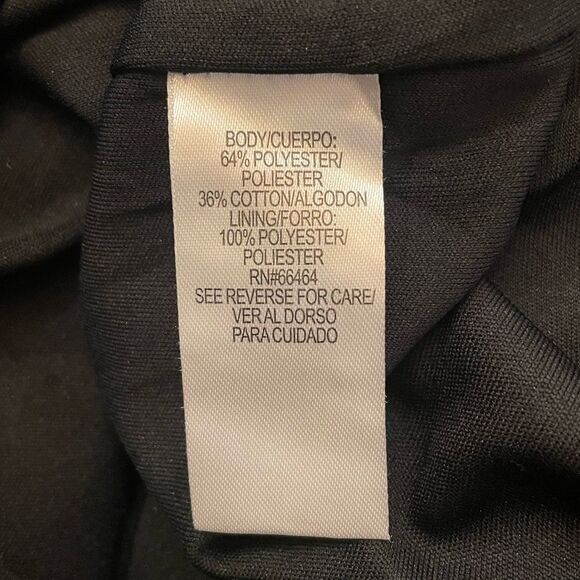 BODY/CUERPO:
64% POLYESTER/
POLIESTER
36% COTTON/ALGODON
LINING/FORRO:
100% POLYESTER/
POLIESTER
RN#66464
SEE REVERSE FOR CARE/
VER AL DORSO
PARA CUIDADO